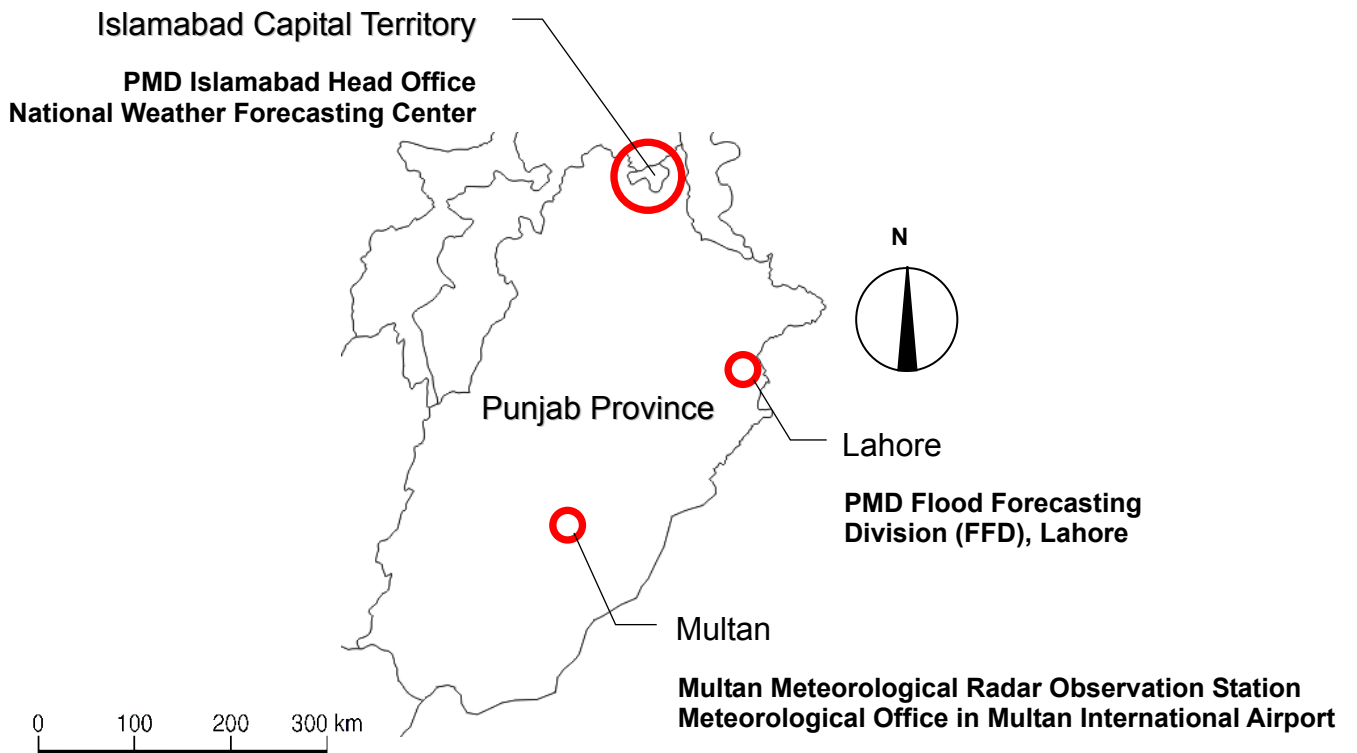 Islamabad Capital Territory
PMD Islamabad Head Office
National Weather Forecasting Center
N
Punjab Province
Lahore
PMD Flood Forecasting
Division (FFD), Lahore
Multan
Multan Meteorological Radar Observation Station
Meteorological Office in Multan International Airport
0 100 200 300 km